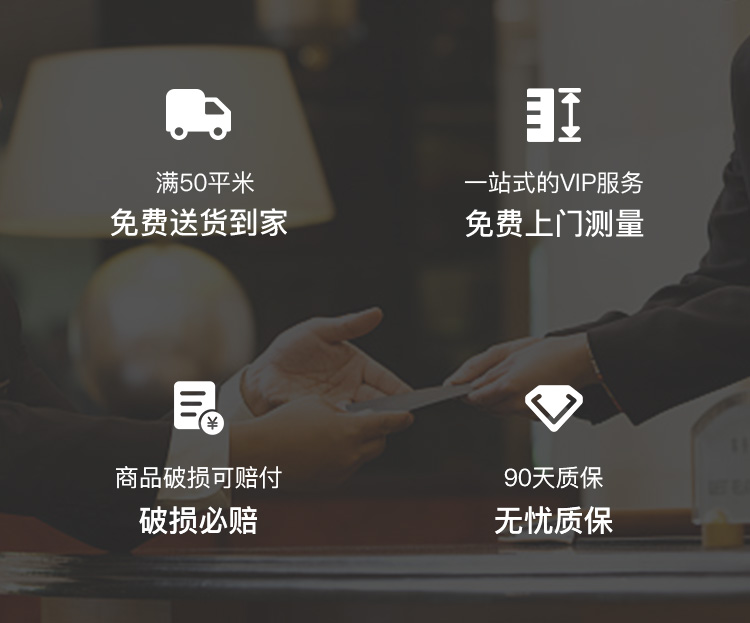 满50平米
免费送货到家
一站式的VIP服务
免费上门测量
¥
商品破损可赔付
破损必赔
90天质保
无忧质保